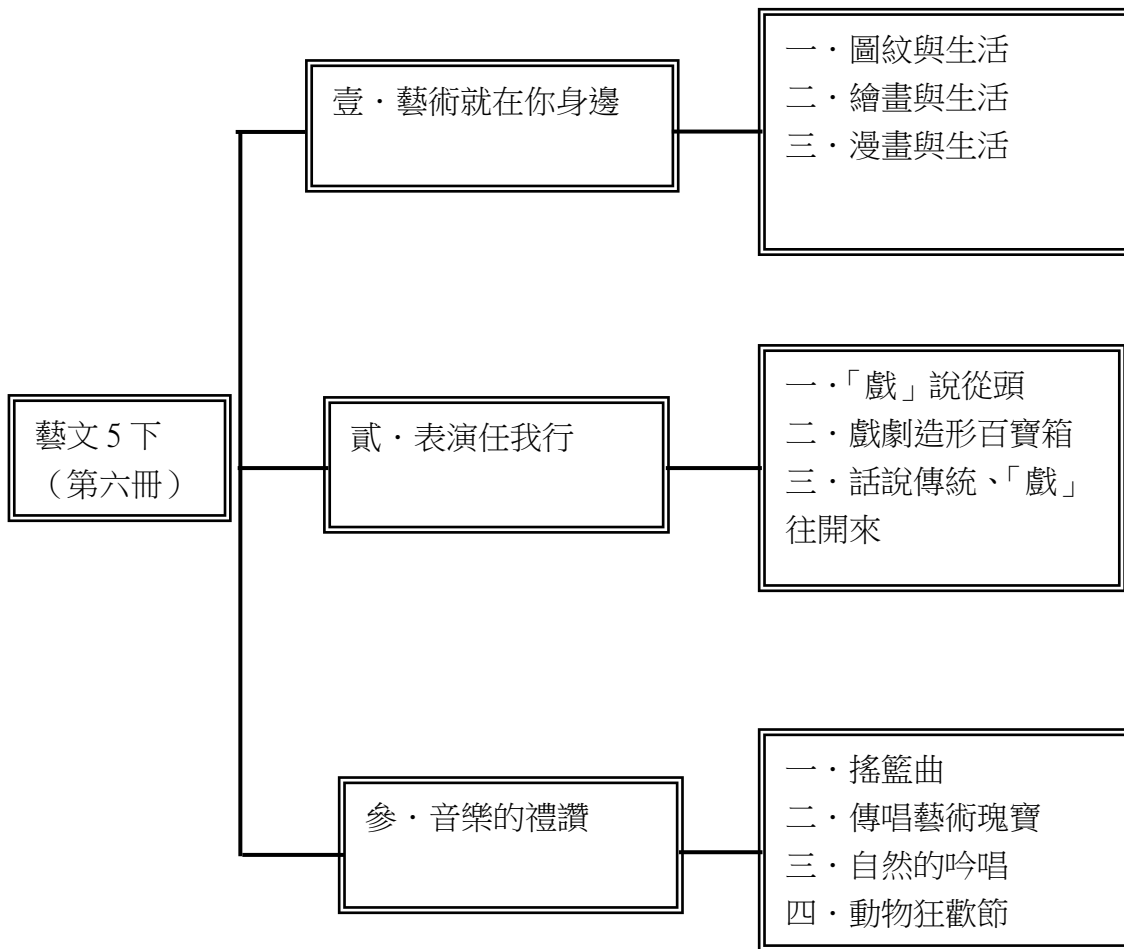 壹．藝術就在你身邊
一．圖紋與生活
二．繪畫與生活
三．漫畫與生活
藝文 5 下
（第六冊）
貳．表演任我行
一．「戲」說從頭
二．戲劇造形百寶箱
三．話說傳統、「戲」
往開來
參．音樂的禮讚
一．搖籃曲
二．傳唱藝術瑰寶
三．自然的吟唱
四．動物狂歡節